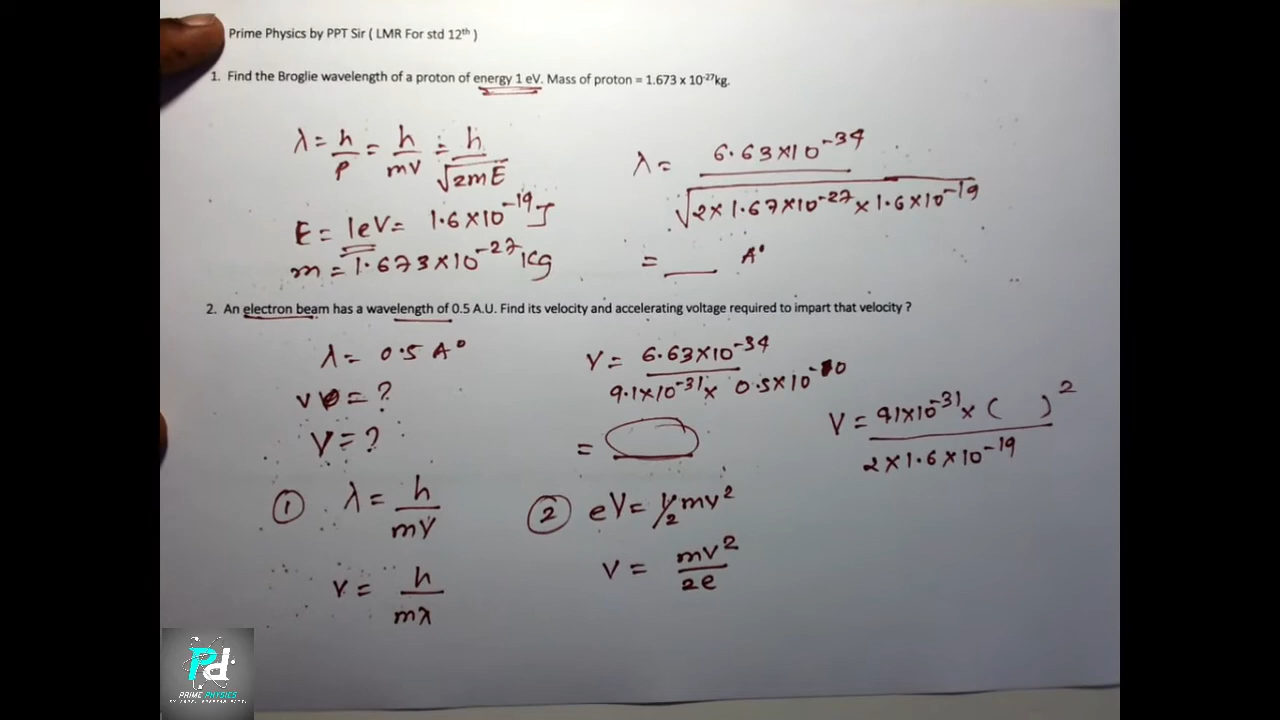 Prime Physics by PPT Sir ( LMR For std 12th )
1. Find the Broglie wavelength of a proton of energy 1 eV. Mass of proton = 1.673 x 10-27kg.
λ = h/P = h/mV = h/√2mE
E = 1eV = 1.6×10^-19 J
m = 1.673×10^-27 Kg
λ = 6.63×10^-34 / √2×1.67×10^-27×1.6×10^-19
= ___ A°
2. An electron beam has a wavelength of 0.5 A.U. Find its velocity and accelerating voltage required to impart that velocity ?
λ = 0.5 A°
v = ?
V = ?
① λ = h/mV
v = h/mλ
V = 6.63×10^-34 / 9.1×10^-31 × 0.5×10^-10
=
② eV = 1/2 mv^2
V = mv^2/2e
V = 9.1×10^-31 × ( )^2 / 2×1.6×10^-19
Pd
PRIME PHYSICS